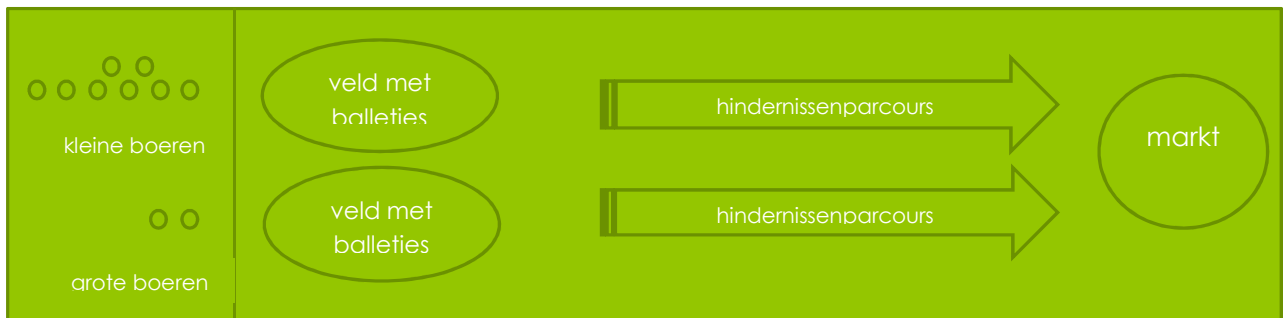 kleine boeren
veld met
balletjes
hindernissenparcours
veld met
balletjes
hindernissenparcours
grote boeren
markt